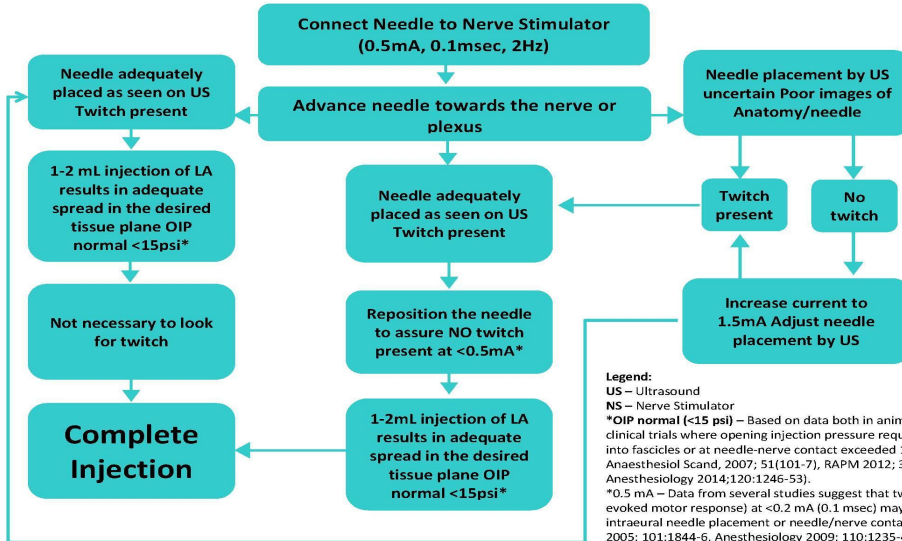 Connect Needle to Nerve Stimulator
(0.5mA, 0.1msec, 2Hz)
Needle adequately
placed as seen on US
Twitch present
Advance needle towards the nerve or
plexus
Needle placement by US
uncertain Poor images of
Anatomy/needle
1-2 mL injection of LA
results in adequate
spread in the desired
tissue plane OIP
normal <15psi*
Needle adequately
placed as seen on US
Twitch present
Twitch
present
No
twitch
Not necessary to look
for twitch
Reposition the needle
to assure NO twitch
present at <0.5mA*
Increase current to
1.5mA Adjust needle
placement by US
Complete
Injection
1-2mL injection of LA
results in adequate
spread in the desired
tissue plane OIP
normal <15psi*
Legend:
US – Ultrasound
NS – Nerve Stimulator
*OIP normal (<15 psi) – Based on data both in
clinical trials where opening injection pressure
into fascicles or at needle-nerve contact exceeded
Anaesthesiol Scand, 2007; 51(101-7), RAPM 2012;
Anesthesiology 2014;120:1246-53).
*0.5 mA – Data from several studies suggest that
evoked motor response) at <0.2 mA (0.1 msec) may
intraeural needle placement or needle/nerve
2005; 101:1844-6, Anesthesiology 2009; 110:1235-